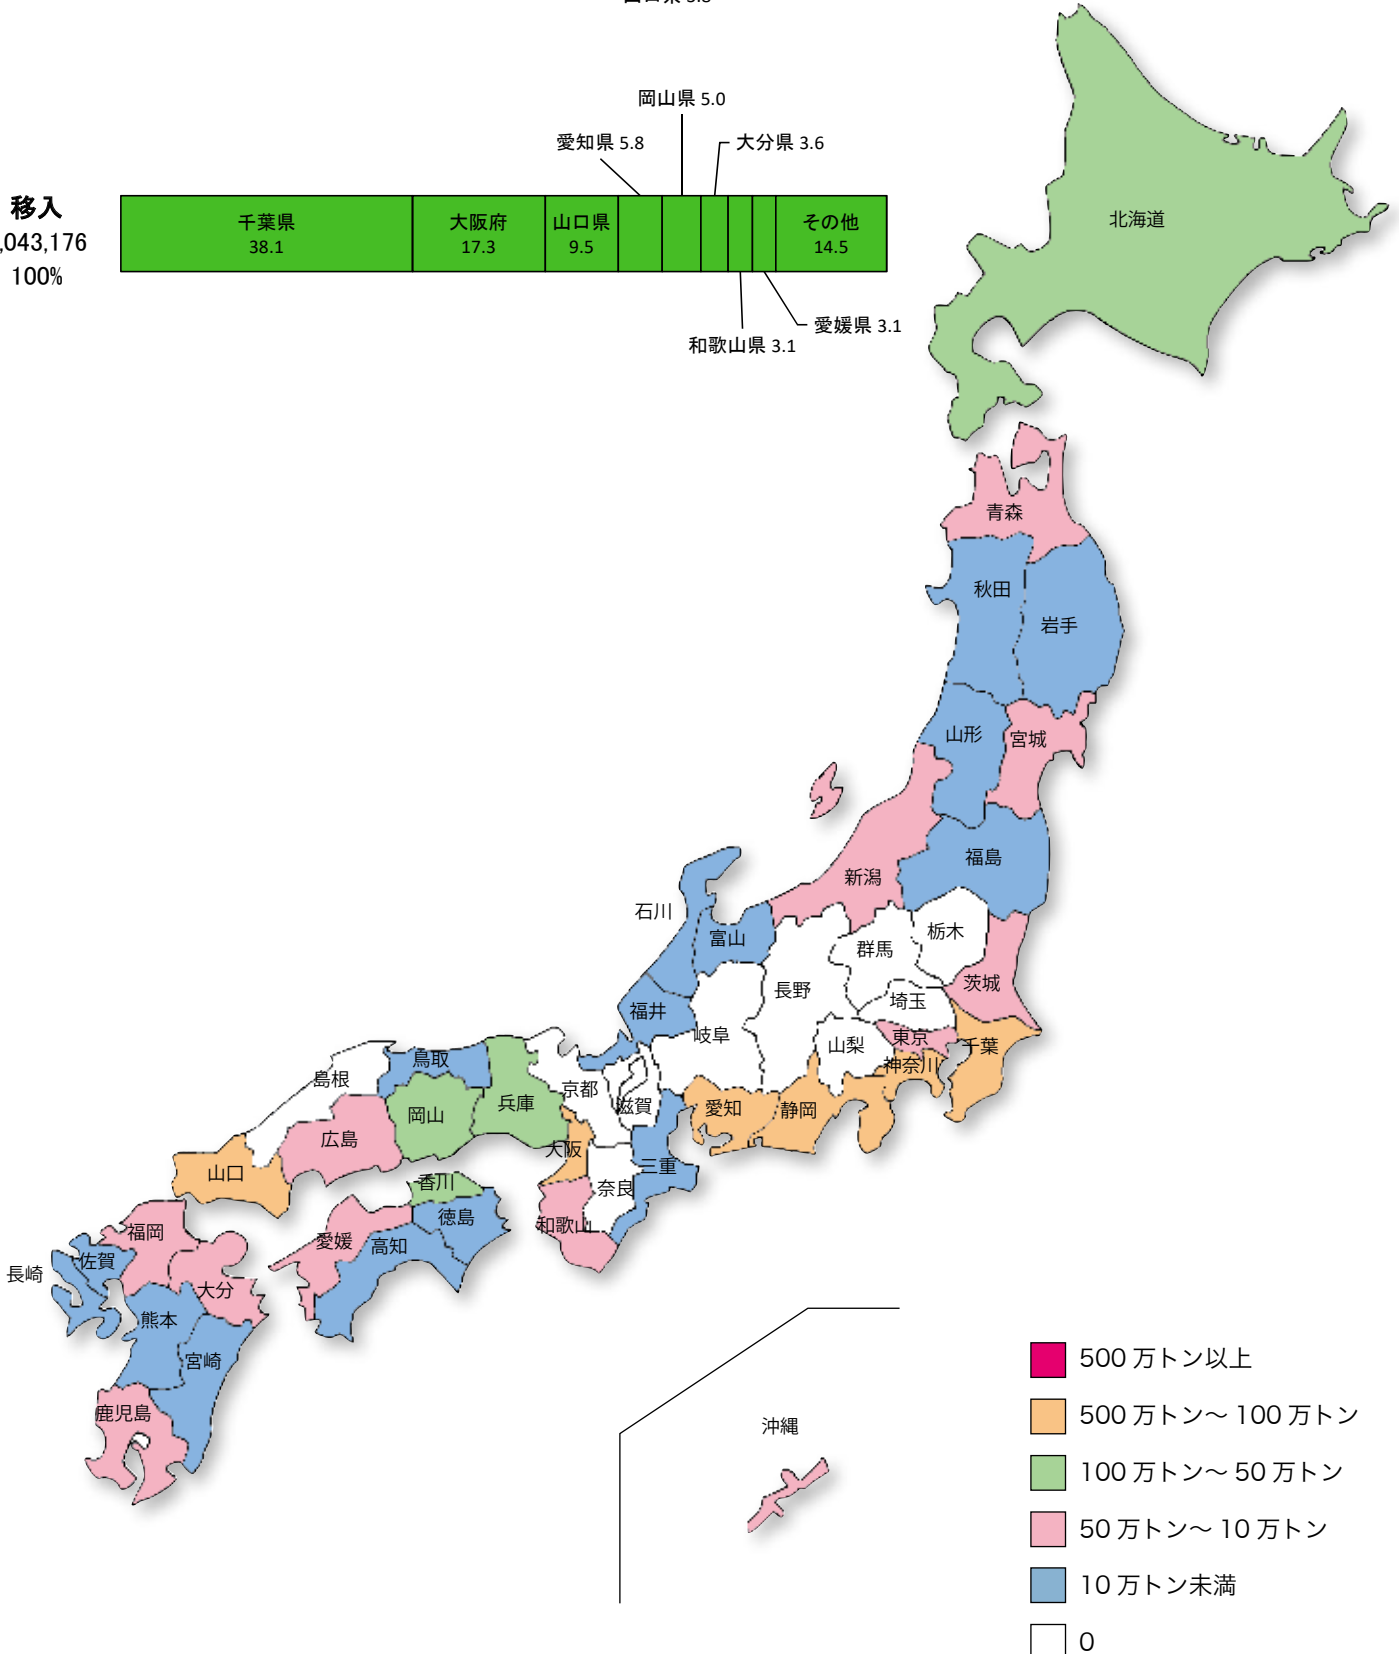 岡山県 5.0
愛知県 5.8
大分県 3.6
移入
,043,176
100%
千葉県
38.1
大阪府
17.3
山口県
9.5
その他
14.5
愛媛県 3.1
和歌山県 3.1
北海道
青森
秋田
岩手
山形
宮城
福島
新潟
石川
富山
栃木
群馬
茨城
長野
埼玉
福井
岐阜
山梨
東京
千葉
神奈川
鳥取
島根
京都
滋賀
兵庫
岡山
愛知
静岡
広島
大阪
三重
山口
香川
奈良
徳島
和歌山
愛媛
高知
福岡
佐賀
長崎
大分
熊本
宮崎
鹿児島
沖縄
500 万トン以上
500 万トン～ 100 万トン
100 万トン～ 50 万トン
50 万トン～ 10 万トン
10 万トン未満
0